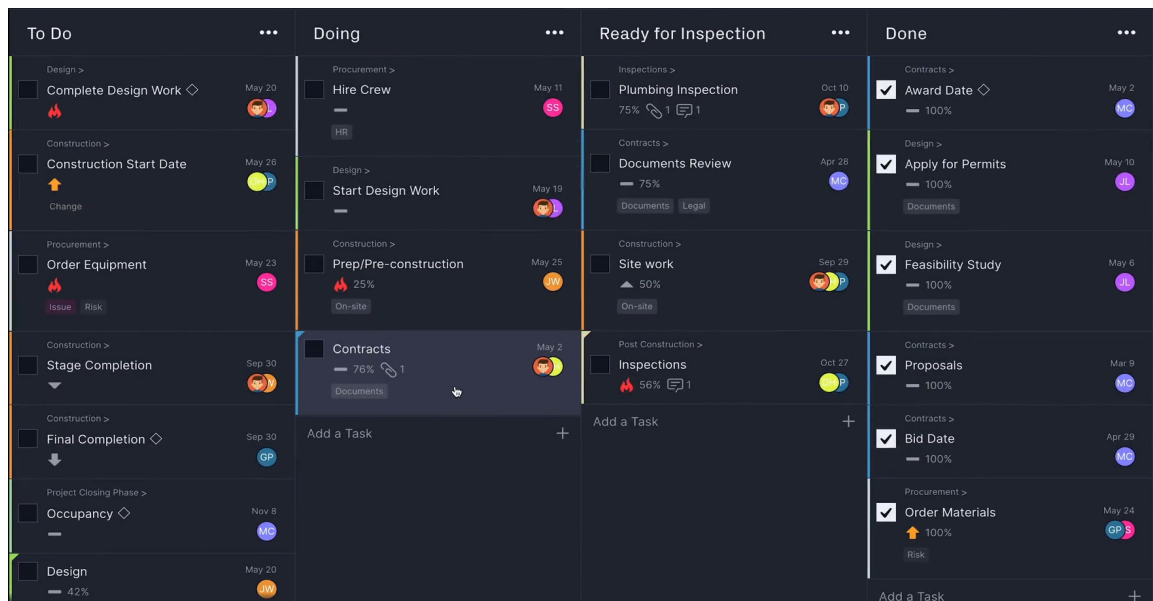 To Do
Design >
Complete Design Work
May 20
L
Construction >
Construction Start Date
May 26
P
Change
Procurement >
Order Equipment
May 23
SS
Issue Risk
Construction >
Stage Completion
Sep 30
Construction >
Final Completion
Sep 30
GP
Project Closing Phase >
Occupancy
Nov 8
MC
Design
May 20
42%
JW
Doing
Procurement >
Hire Crew
May 11
SS
HR
Design >
Start Design Work
May 19
L
Construction >
Prep/Pre-construction
May 25
25%
JW
On-site
Contracts
May 2
76% 1
Documents
Add a Task +
Ready for Inspection
Inspections >
Plumbing Inspection
Oct 10
75% 1 1
P
Contracts >
Documents Review
Apr 28
75%
MC
Documents Legal
Construction >
Site work
Sep 29
50%
P
On-site
Post Construction >
Inspections
Oct 27
56% 1
P
Add a Task +
Done
Contracts >
Award Date
May 2
100%
MC
Design >
Apply for Permits
May 10
100%
JL
Documents
Design >
Feasibility Study
May 6
100%
JL
Documents
Contracts >
Proposals
Mar 9
100%
MC
Contracts >
Bid Date
Apr 29
100%
MC
Procurement >
Order Materials
May 24
100%
GP S
Risk
Add a Task +